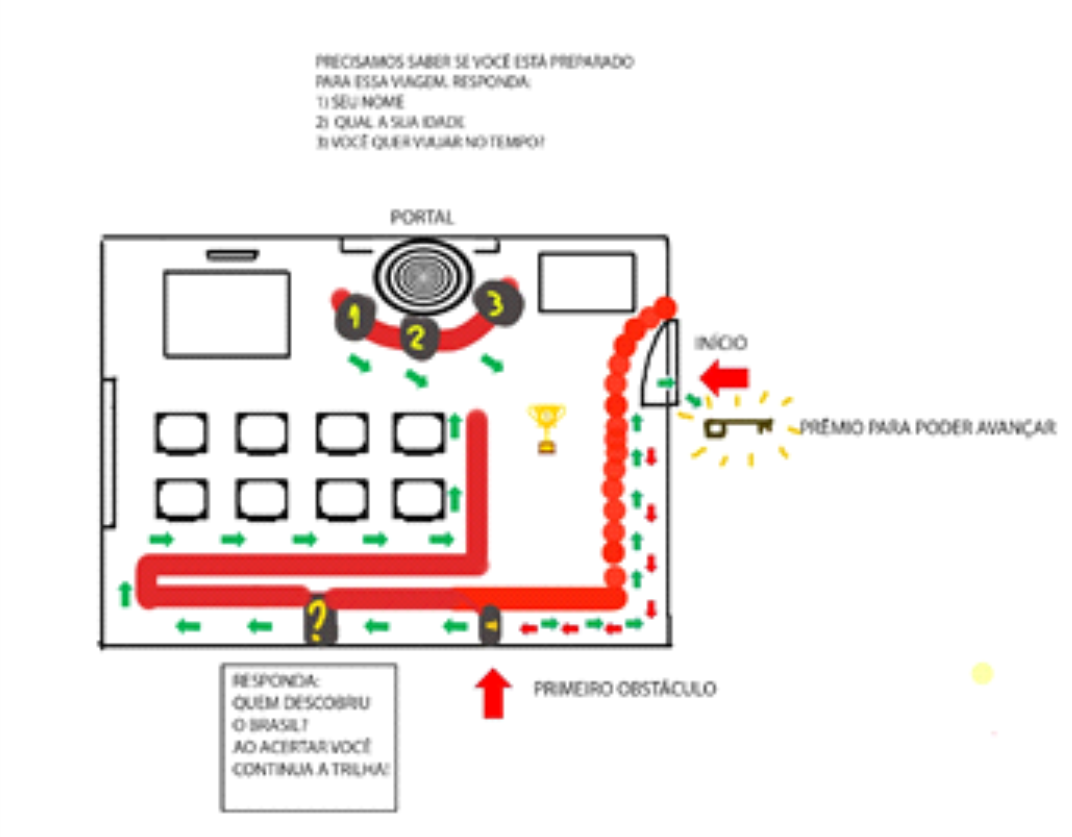 PRECISAMOS SABER SE VOCÊ ESTÁ PREPARADO
PARA ESSA VIAGEM. RESPONDA:
1) SEU NOME
2) QUAL A SUA IDADE
3) VOCÊ QUER VIAJAR NO TEMPO?
PORTAL
1
2
3
INÍCIO
PRÊMIO PARA PODER AVANÇAR
?
PRIMEIRO OBSTÁCULO
RESPONDA:
QUEM DESCOBRIU
O BRASIL?
AO ACERTAR VOCÊ
CONTINUA A TRILHA!